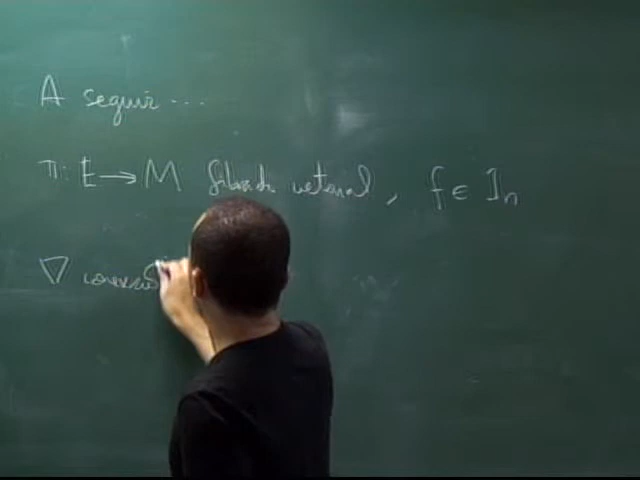 A seguir ...
π: E → M fibrado vetorial, f ∈ I_n
∇ conexão